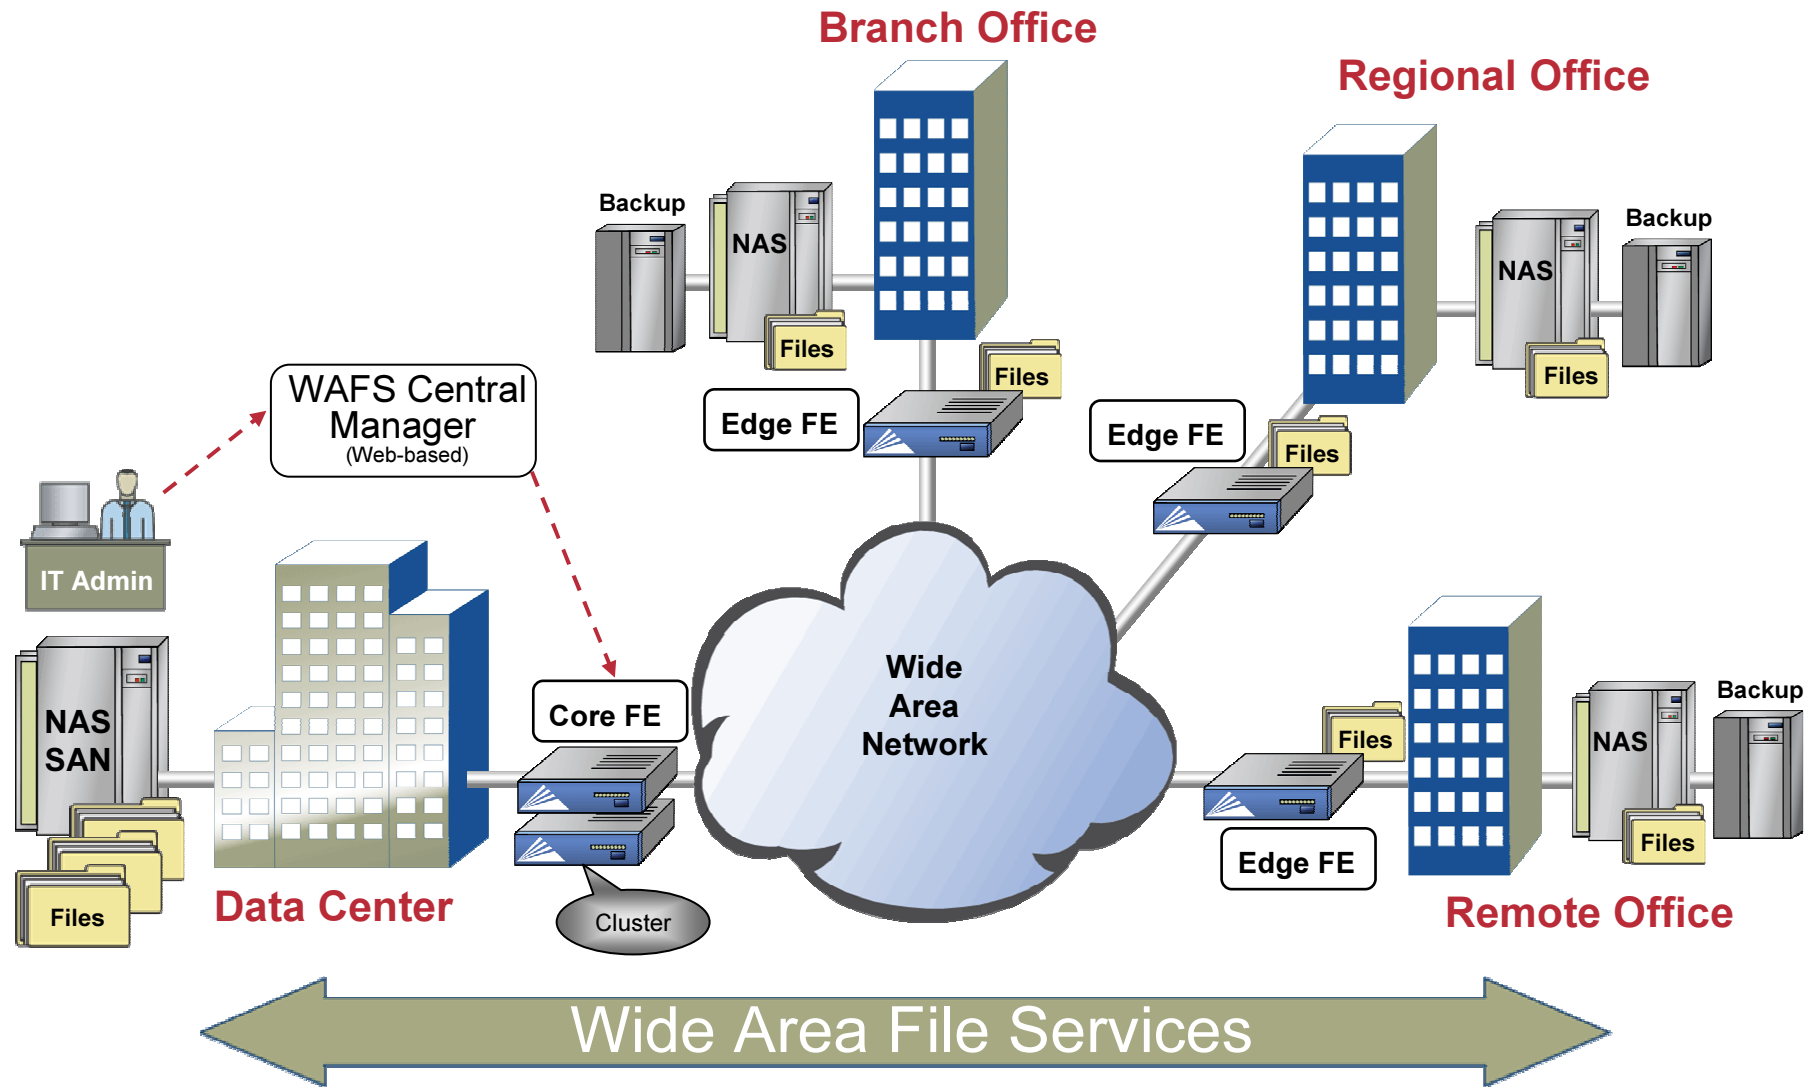 Branch Office
Regional Office
Backup
NAS
Files
Files
Edge FE
Backup
NAS
Files
Edge FE
Files
WAFS Central
Manager
(Web-based)
IT Admin
NAS
SAN
Files
Data Center
Core FE
Cluster
Wide
Area
Network
Files
Edge FE
Backup
NAS
Files
Remote Office
Wide Area File Services